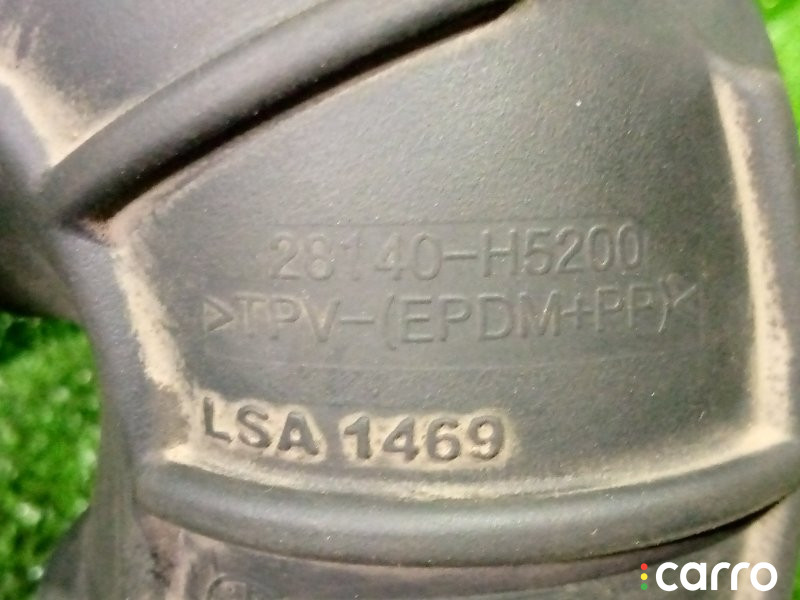 28140-H5200
>TPV-(EPDM+PP)<
LSA 1469
carro